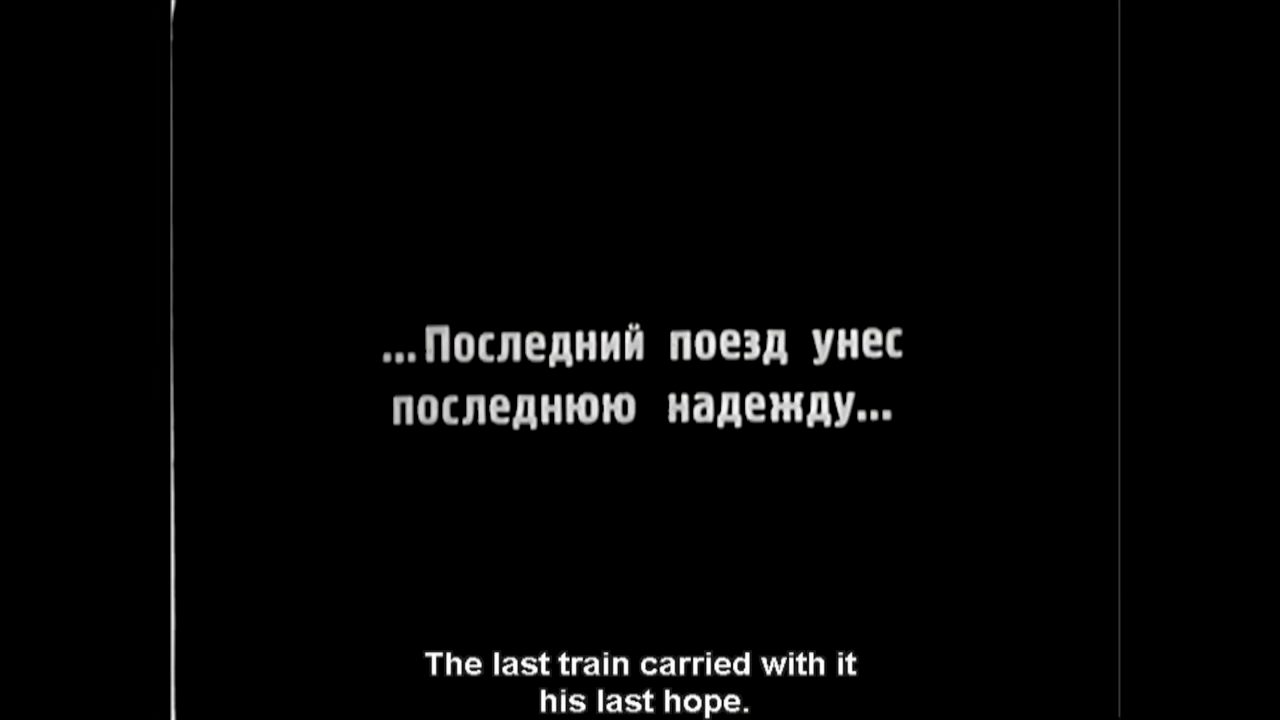 ...Последний поезд унес
последнюю надежду...
The last train carried with it
his last hope.